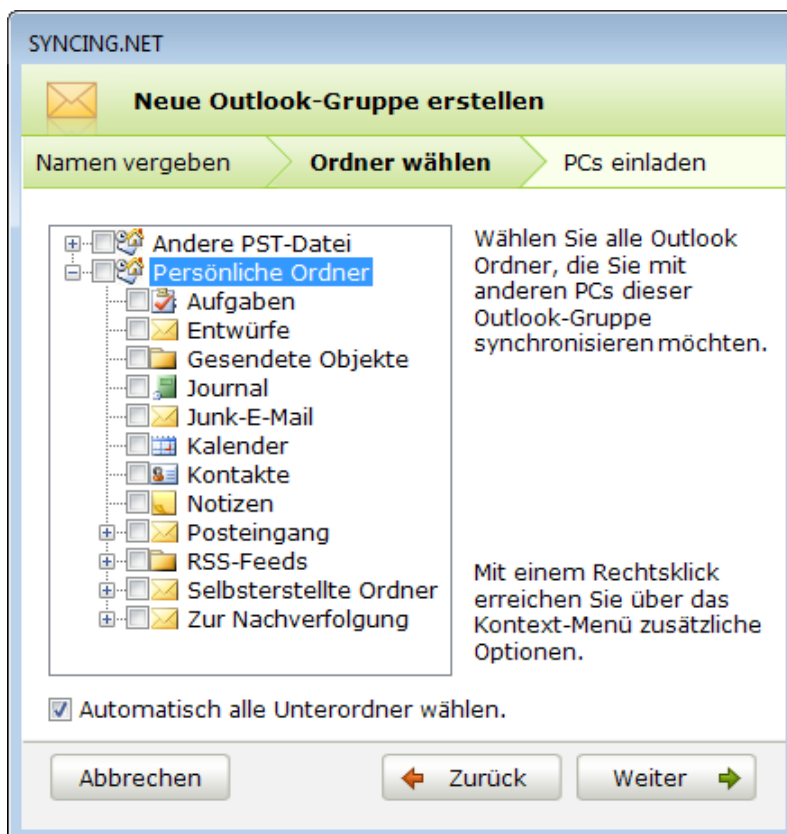 SYNCING.NET
Neue Outlook-Gruppe erstellen
Namen vergeben
Ordner wählen
PCs einladen
Andere PST-Datei
Persönliche Ordner
Aufgaben
Entwürfe
Gesendete Objekte
Journal
Junk-E-Mail
Kalender
Kontakte
Notizen
Posteingang
RSS-Feeds
Selbsterstellte Ordner
Zur Nachverfolgung
Wählen Sie alle Outlook
Ordner, die Sie mit
anderen PCs dieser
Outlook-Gruppe
synchronisieren möchten.
Mit einem Rechtsklick
erreichen Sie über das
Kontext-Menü zusätzliche
Optionen.
Automatisch alle Unterordner wählen.
Abbrechen
Zurück
Weiter